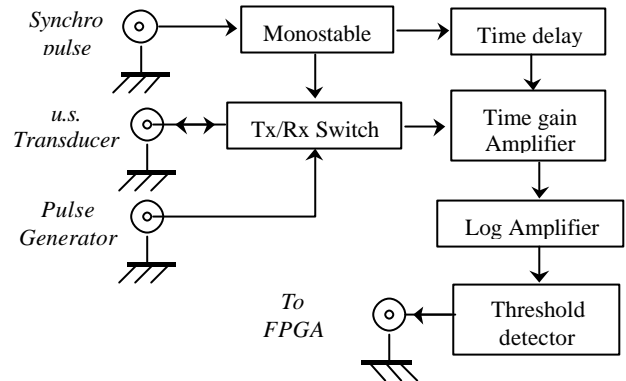 Synchro
pulse
Monostable
Time delay
u.s.
Transducer
Tx/Rx Switch
Time gain
Amplifier
Pulse
Generator
Log Amplifier
To
FPGA
Threshold
detector